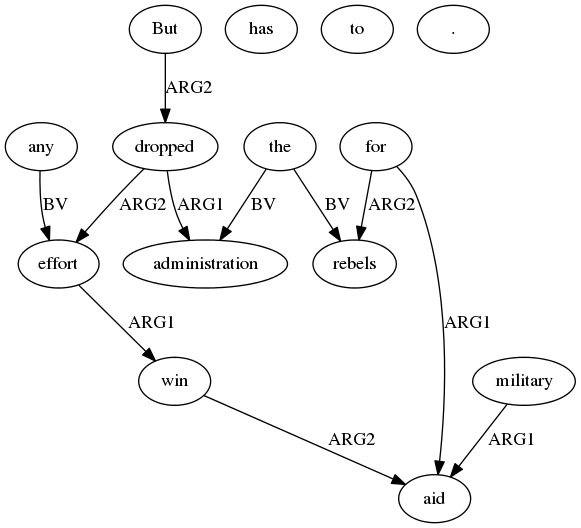 But has to .
ARG2
any dropped the for
BV ARG2 ARG1 BV BV ARG2
effort administration rebels
ARG1 ARG1
win military
ARG2 ARG1
aid